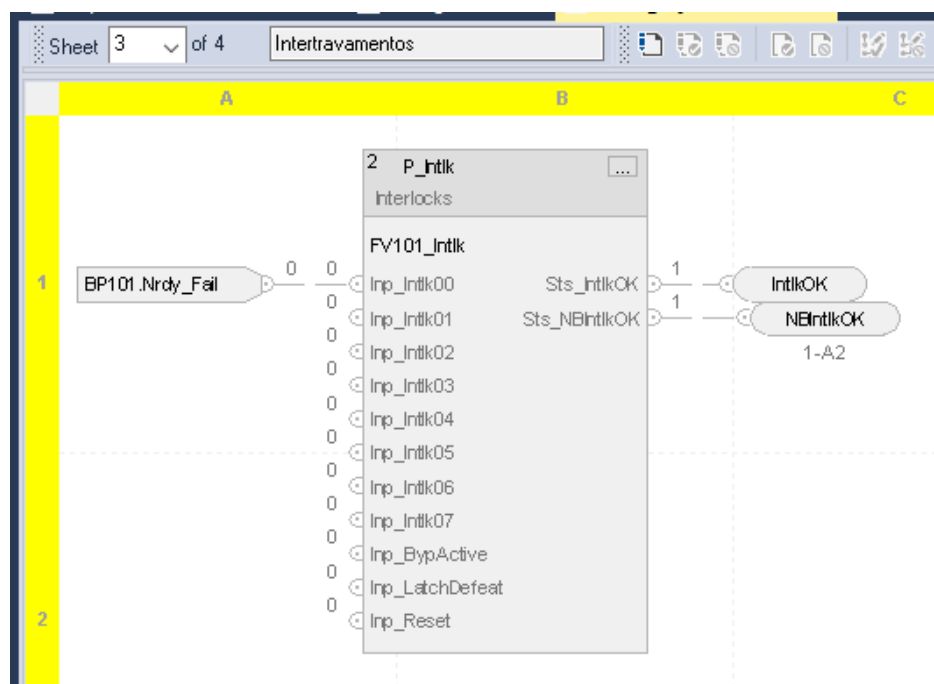 Sheet 3 of 4 Intertravamentos
A B C
2 P_Intlk ...
Interlocks
FV101_Intlk
1 BP101.Nrdy_Fail 0 0 Inp_Intlk00 Sts_IntlkOK 1 IntlkOK
0 Inp_Intlk01 Sts_NBIntlkOK 1 NBIntlkOK
0 Inp_Intlk02 1-A2
0 Inp_Intlk03
0 Inp_Intlk04
0 Inp_Intlk05
0 Inp_Intlk06
0 Inp_Intlk07
0 Inp_BypActive
0 Inp_LatchDefeat
2 0 Inp_Reset